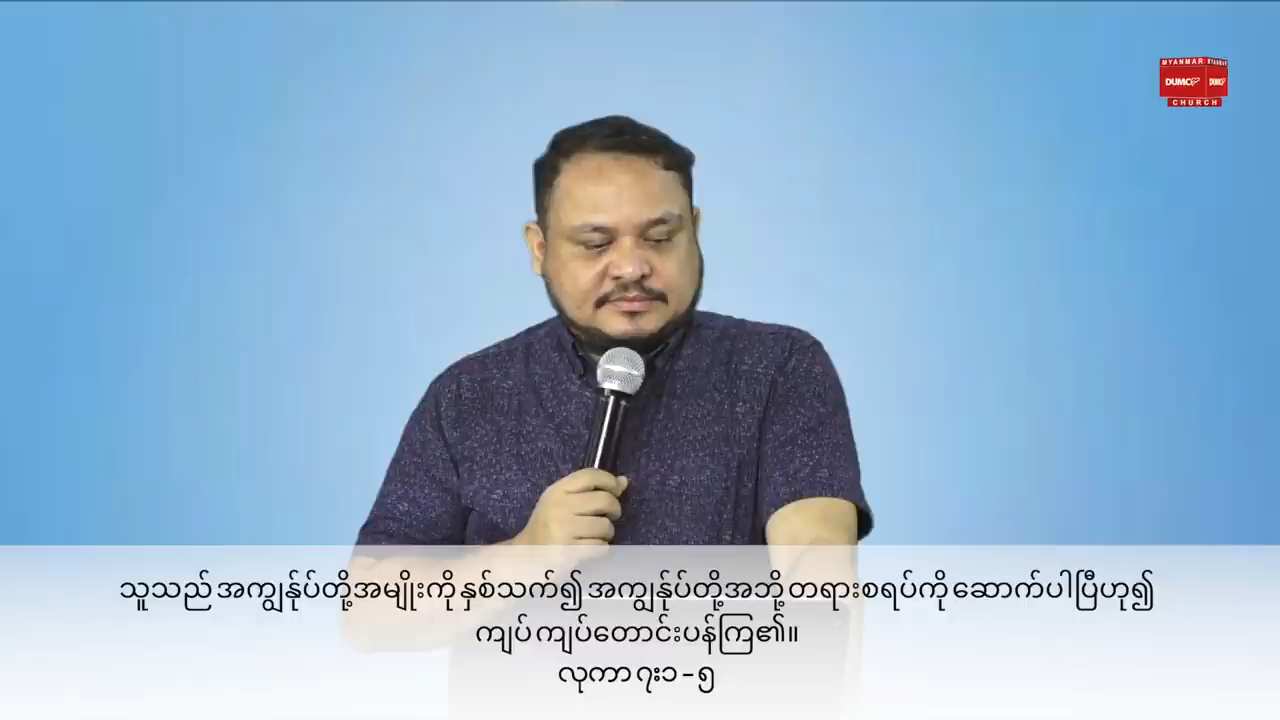 MYANMAR MYANMAR
DUMC DUMC
CHURCH
သူသည် အကျွန်ုပ်တို့အမျိုးကို နှစ်သက်၍ အကျွန်ုပ်တို့အဘို့ တရားစရပ်ကို ဆောက်ပါပြီဟု၍
ကျပ်ကျပ်တောင်းပန်ကြ၏။
လုကာ ၇း၁ – ၅